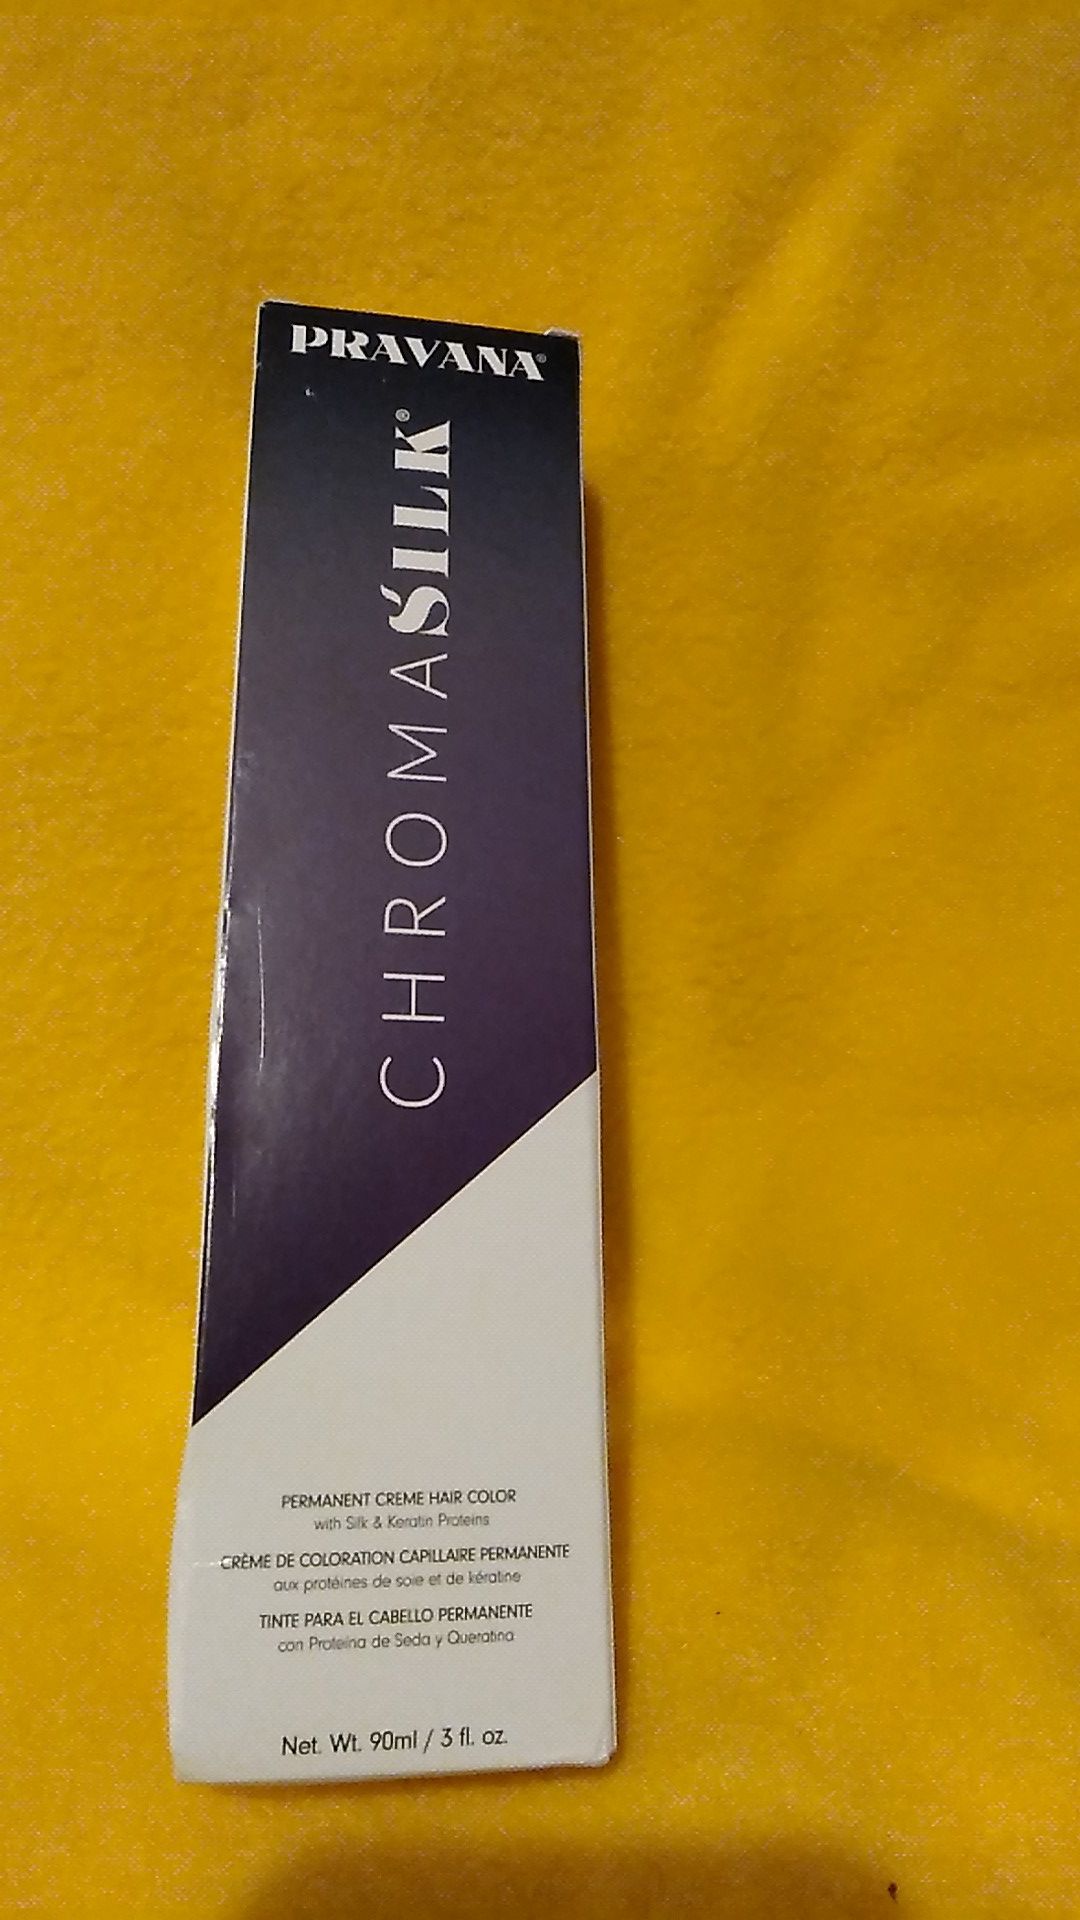 PRAVANA®
CHROMASILK®
PERMANENT CREME HAIR COLOR
with Silk & Keratin Proteins
CRÈME DE COLORATION CAPILLAIRE PERMANENTE
aux protéines de soie et de kératine
TINTE PARA EL CABELLO PERMANENTE
con Proteina de Seda y Queratina
Net. Wt. 90ml / 3 fl. oz.